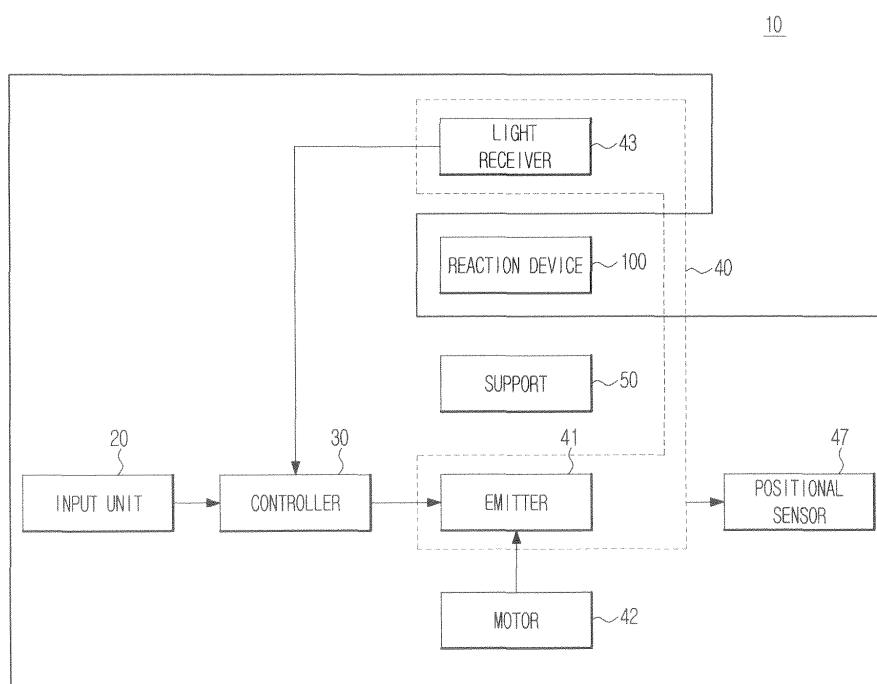 10
LIGHT
RECEIVER
43
REACTION DEVICE
100
40
SUPPORT
50
20
30
41
47
INPUT UNIT
CONTROLLER
EMITTER
POSITIONAL
SENSOR
MOTOR
42